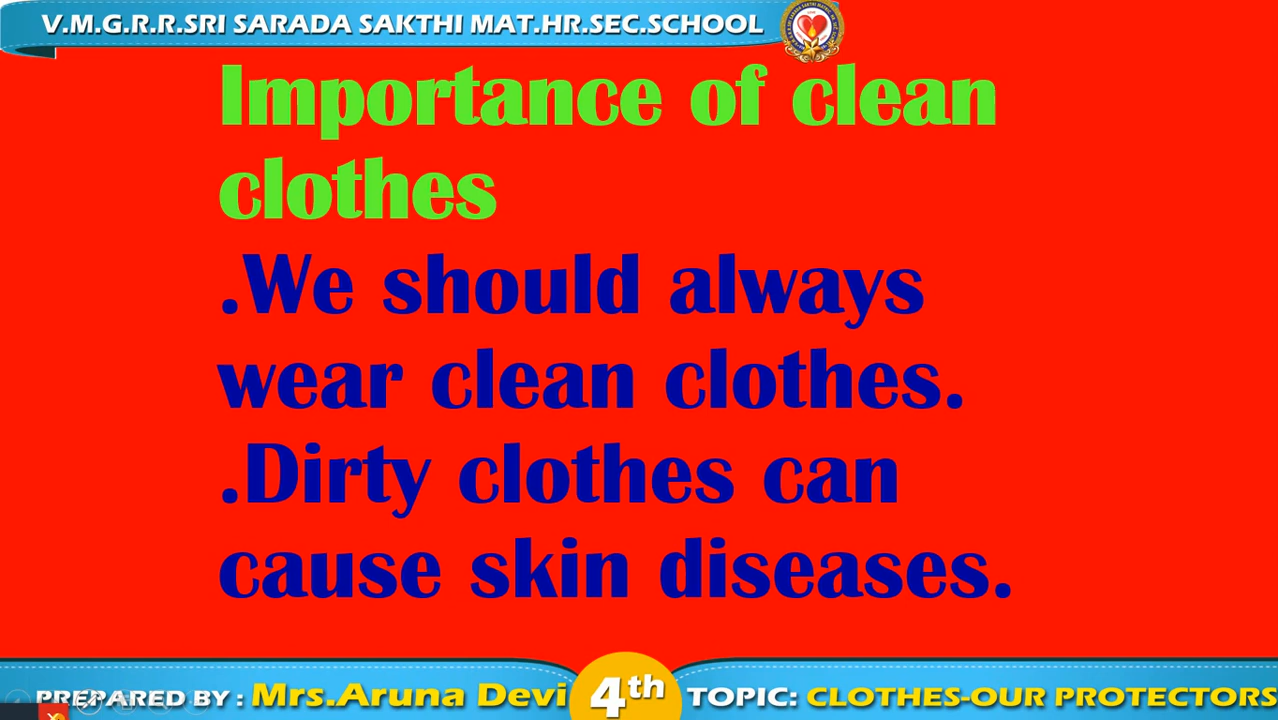 V.M.G.R.R.SRI SARADA SAKTHI MAT.HR.SEC.SCHOOL
Importance of clean
clothes
.We should always
wear clean clothes.
.Dirty clothes can
cause skin diseases.
PREPARED BY : Mrs.Aruna Devi 4th TOPIC: CLOTHES-OUR PROTECTORS